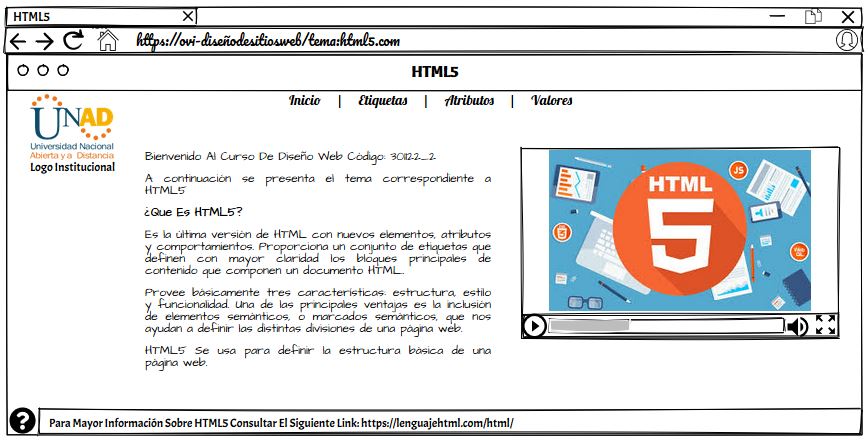 HTML5
https://ovi-diseñodesitiosweb/tema:html5.com
HTML5
Inicio | Etiquetas | Atributos | Valores
UNAD
Universidad Nacional
Abierta y a Distancia
Logo Institucional
Bienvenido Al Curso De Diseño Web Código: 301122_2
A continuación se presenta el tema correspondiente a
HTML5
¿Que Es HTML5?
Es la última versión de HTML con nuevos elementos, atributos
y comportamientos. Proporciona un conjunto de etiquetas que
definen con mayor claridad los bloques principales de
contenido que componen un documento HTML.
Provee básicamente tres características: estructura, estilo
y funcionalidad. Una de las principales ventajas es la inclusión
de elementos semánticos, o marcados semánticos, que nos
ayudan a definir las distintas divisiones de una página web.
HTML5 Se usa para definir la estructura básica de una
página web.
HTML
5
JS
Para Mayor Información Sobre HTML5 Consultar El Siguiente Link: https://lenguajehtml.com/html/